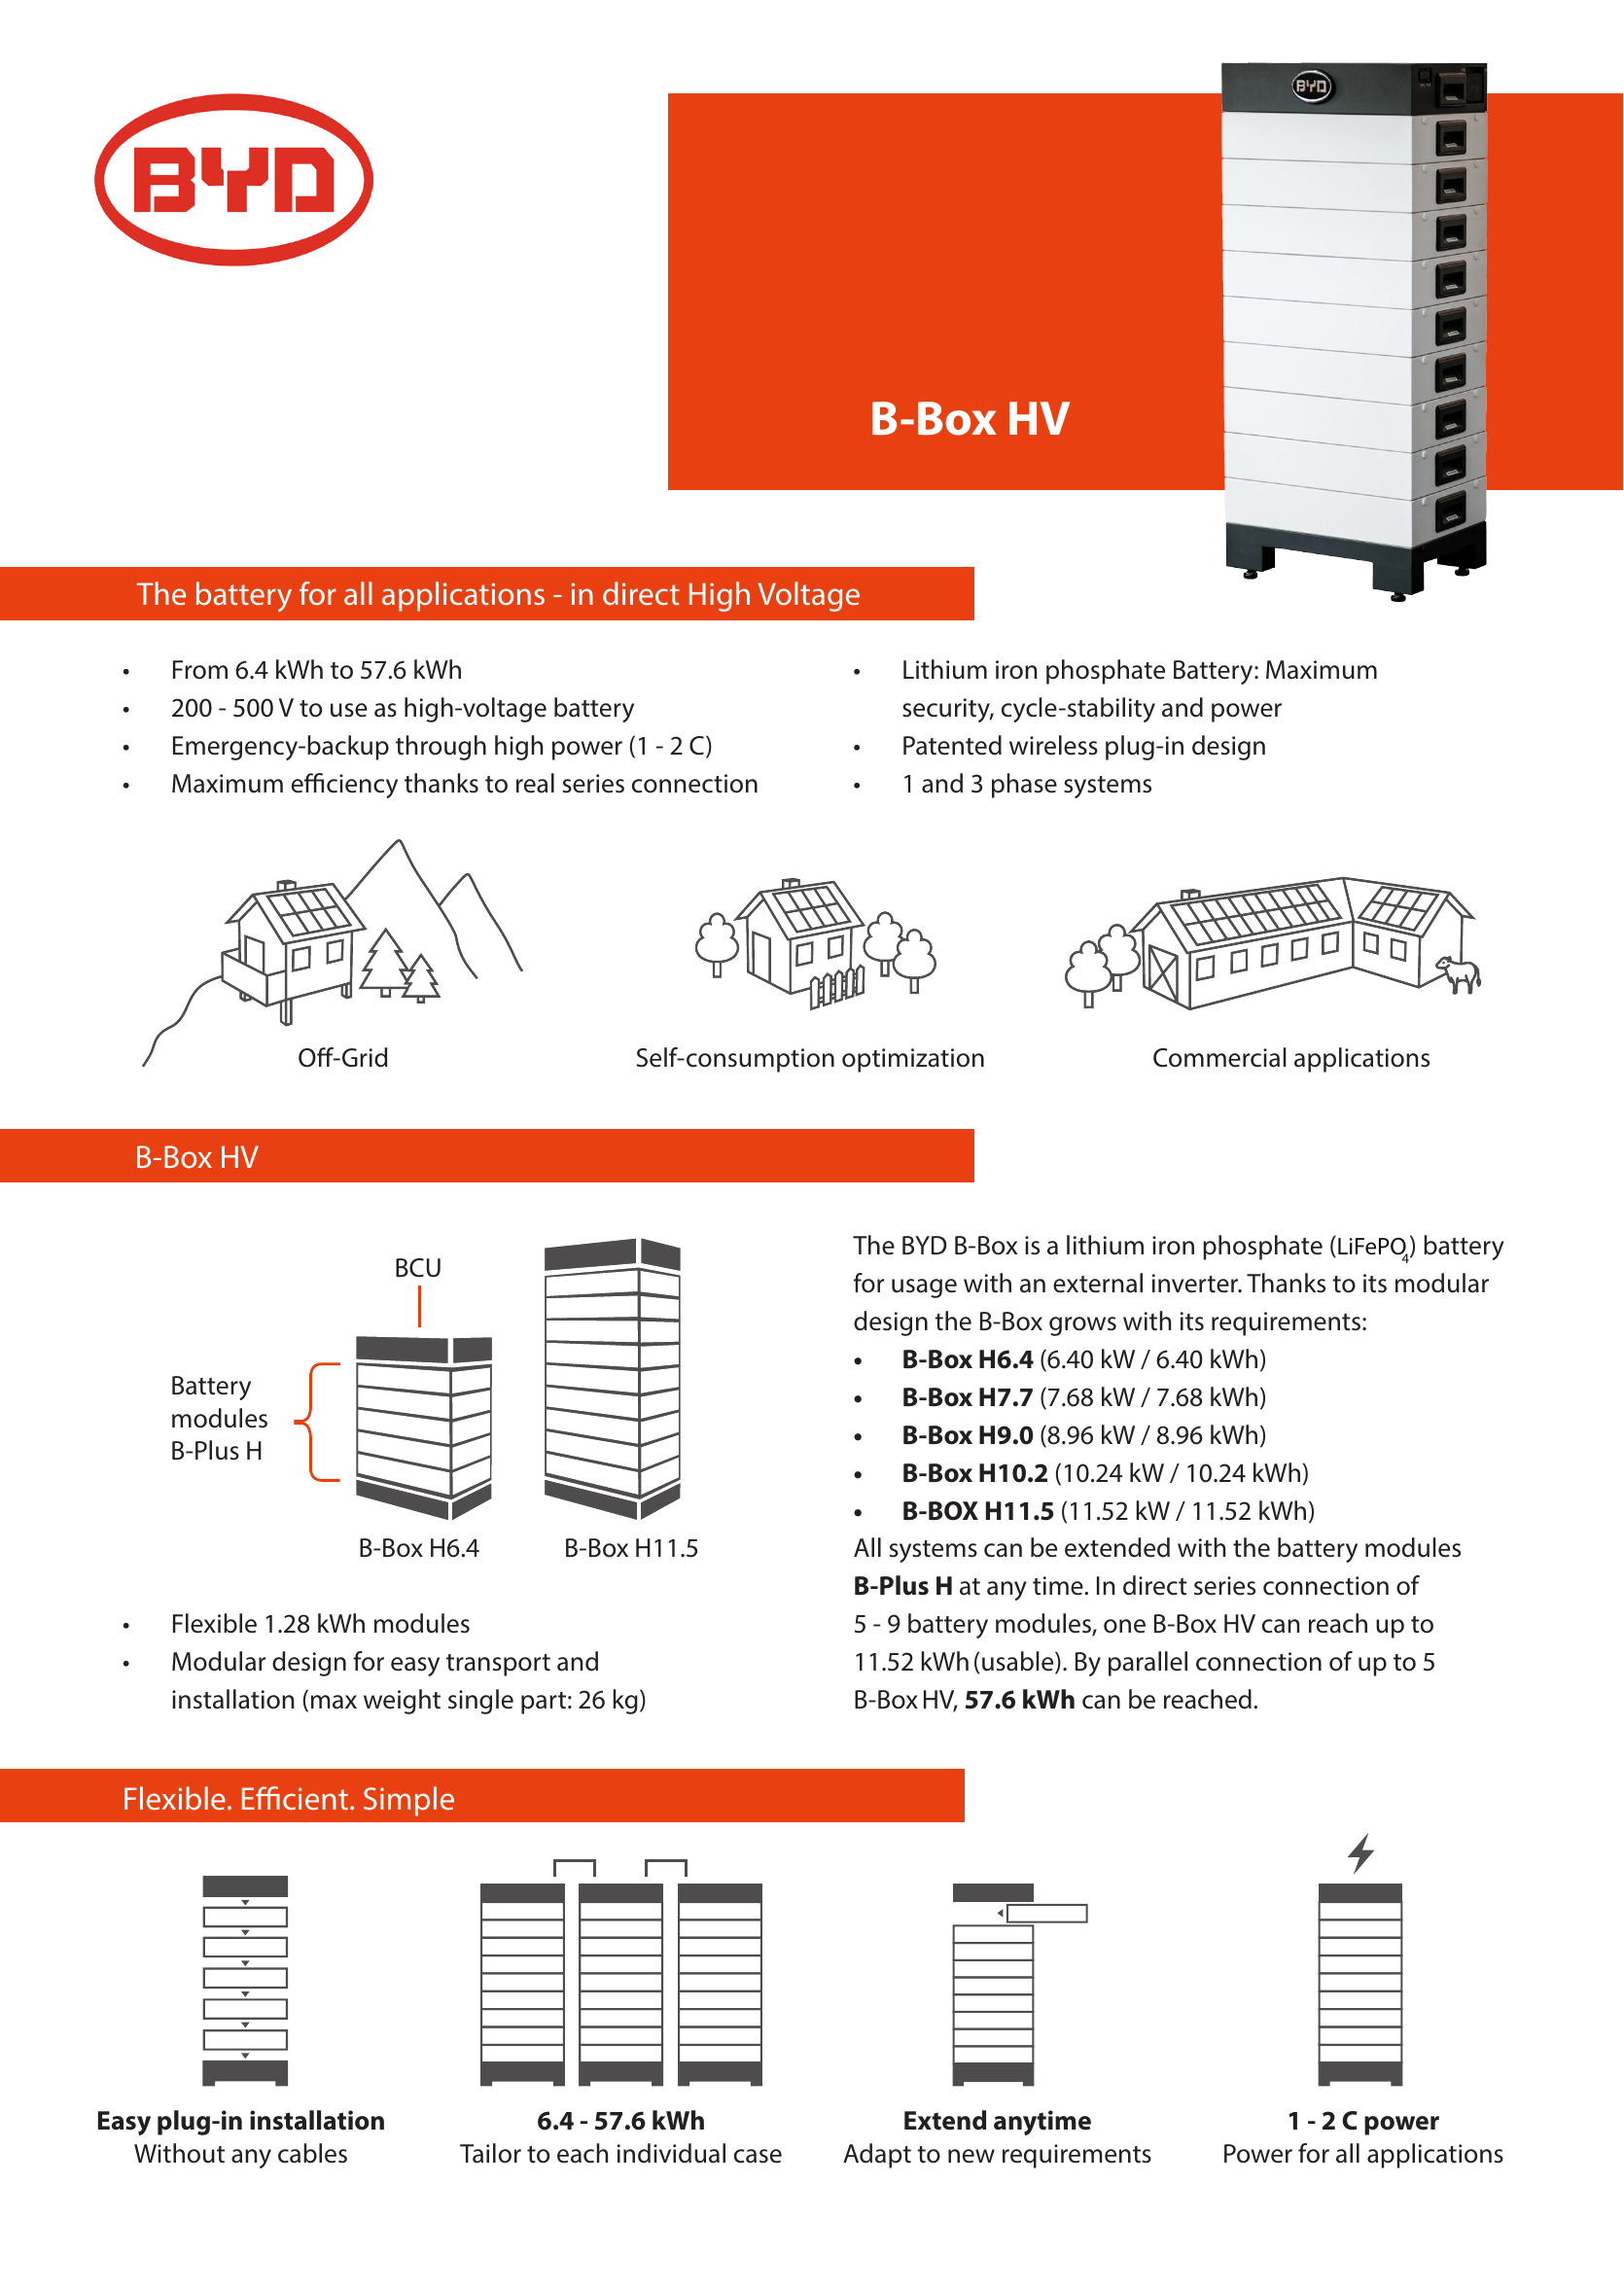 BYD
BYD
B-Box HV
The battery for all applications - in direct High Voltage
• From 6.4 kWh to 57.6 kWh
• 200 - 500 V to use as high-voltage battery
• Emergency-backup through high power (1 - 2 C)
• Maximum efficiency thanks to real series connection
• Lithium iron phosphate Battery: Maximum
security, cycle-stability and power
• Patented wireless plug-in design
• 1 and 3 phase systems
Off-Grid
Self-consumption optimization
Commercial applications
B-Box HV
BCU
Battery
modules
B-Plus H
B-Box H6.4
B-Box H11.5
• Flexible 1.28 kWh modules
• Modular design for easy transport and
installation (max weight single part: 26 kg)
The BYD B-Box is a lithium iron phosphate (LiFePO₄) battery
for usage with an external inverter. Thanks to its modular
design the B-Box grows with its requirements:
• B-Box H6.4 (6.40 kW / 6.40 kWh)
• B-Box H7.7 (7.68 kW / 7.68 kWh)
• B-Box H9.0 (8.96 kW / 8.96 kWh)
• B-Box H10.2 (10.24 kW / 10.24 kWh)
• B-BOX H11.5 (11.52 kW / 11.52 kWh)
All systems can be extended with the battery modules
B-Plus H at any time. In direct series connection of
5 - 9 battery modules, one B-Box HV can reach up to
11.52 kWh (usable). By parallel connection of up to 5
B-Box HV, 57.6 kWh can be reached.
Flexible. Efficient. Simple
Easy plug-in installation
Without any cables
6.4 - 57.6 kWh
Tailor to each individual case
Extend anytime
Adapt to new requirements
1 - 2 C power
Power for all applications